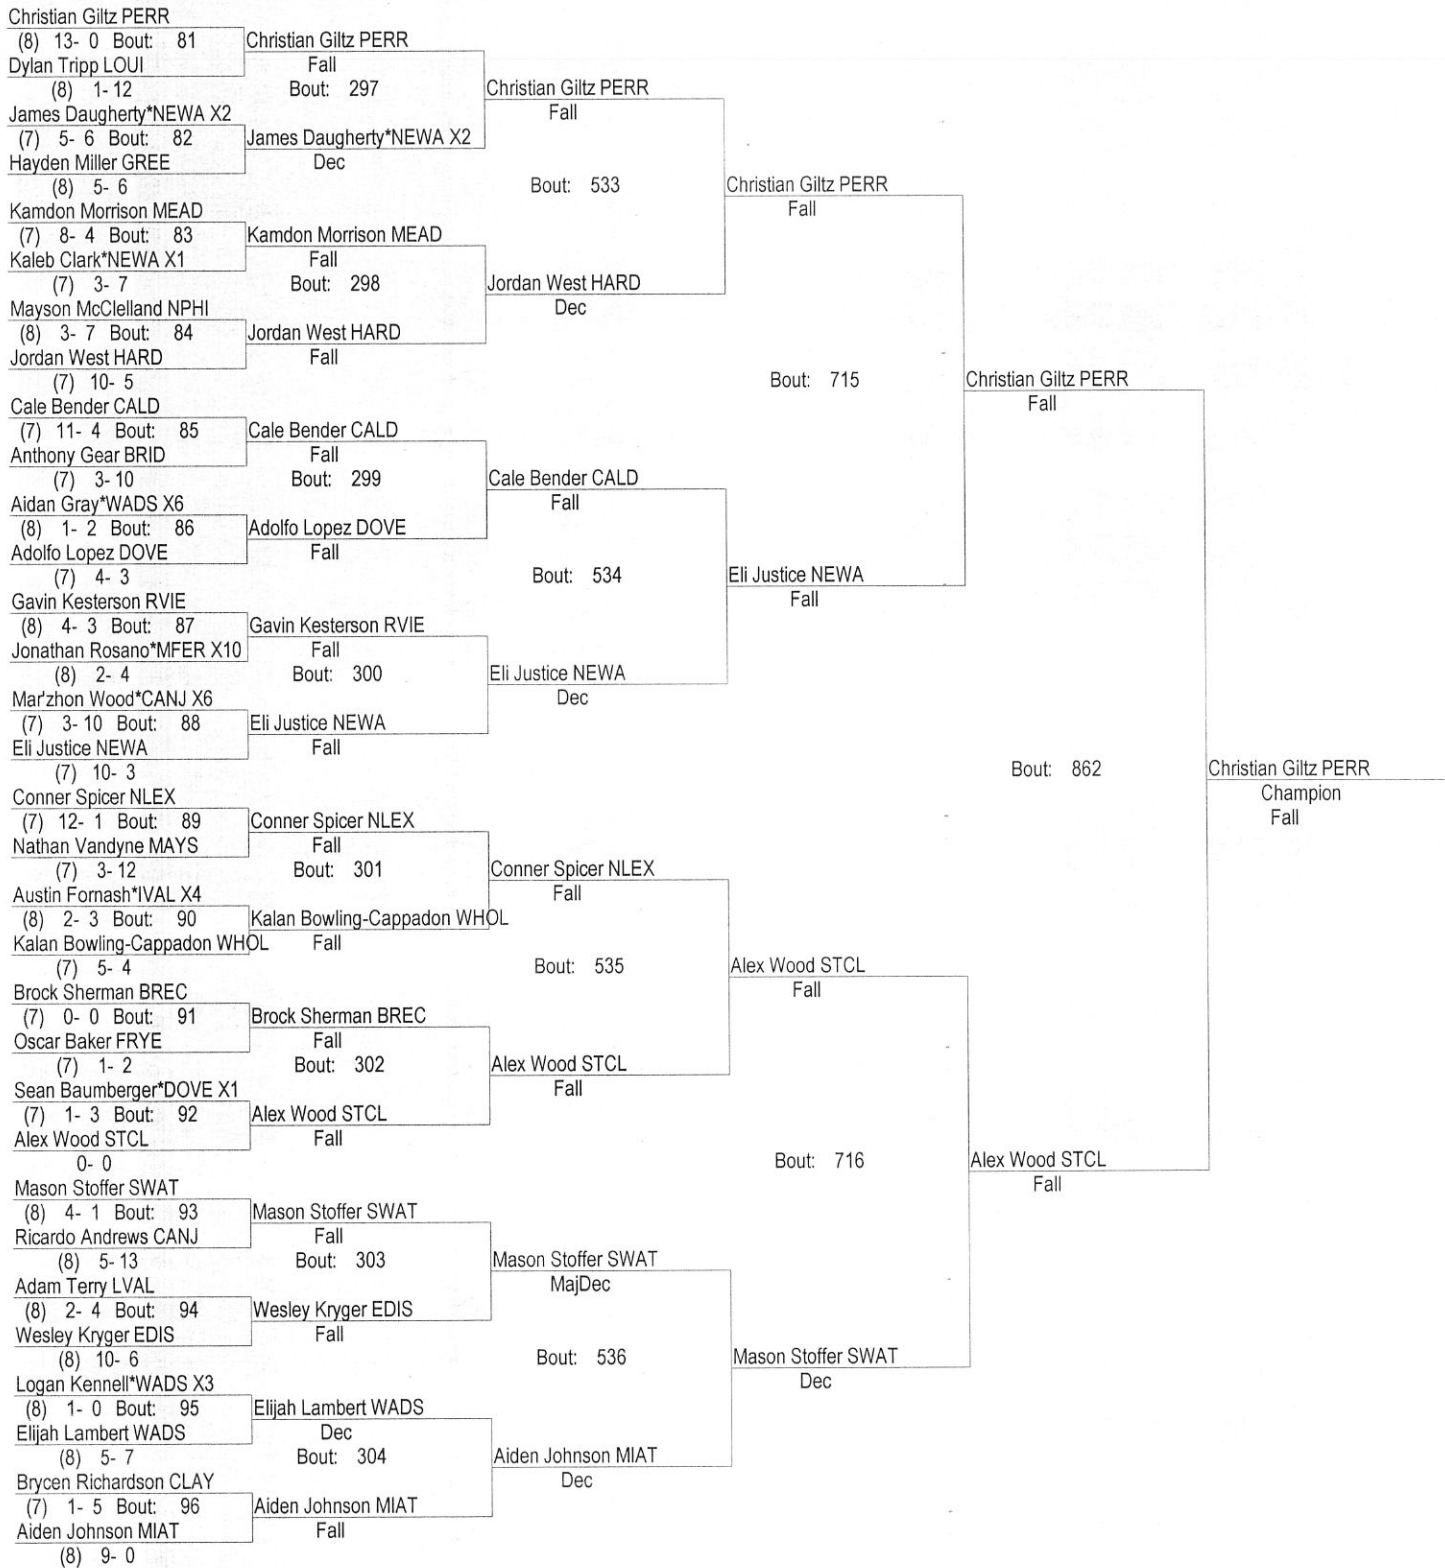 Christian Giltz PERR
(8) 13- 0 Bout: 81
Dylan Tripp LOUI
(8) 1- 12
James Daugherty*NEWA X2
(7) 5- 6 Bout: 82
Hayden Miller GREE
(8) 5- 6
Kamdon Morrison MEAD
(7) 8- 4 Bout: 83
Kaleb Clark*NEWA X1
(7) 3- 7
Mayson McClelland NPHI
(8) 3- 7 Bout: 84
Jordan West HARD
(7) 10- 5
Cale Bender CALD
(7) 11- 4 Bout: 85
Anthony Gear BRID
(7) 3- 10
Aidan Gray*WADS X6
(8) 1- 2 Bout: 86
Adolfo Lopez DOVE
(7) 4- 3
Gavin Kesterson RVIE
(8) 4- 3 Bout: 87
Jonathan Rosano*MFER X10
(8) 2- 4
Mar'zhon Wood*CANJ X6
(7) 3- 10 Bout: 88
Eli Justice NEWA
(7) 10- 3
Conner Spicer NLEX
(7) 12- 1 Bout: 89
Nathan Vandyne MAYS
(7) 3- 12
Austin Fornash*IVAL X4
(8) 2- 3 Bout: 90
Kalan Bowling-Cappadon WHOL
(7) 5- 4
Brock Sherman BREC
(7) 0- 0 Bout: 91
Oscar Baker FRYE
(7) 1- 2
Sean Baumberger*DOVE X1
(7) 1- 3 Bout: 92
Alex Wood STCL
0- 0
Mason Stoffer SWAT
(8) 4- 1 Bout: 93
Ricardo Andrews CANJ
(8) 5- 13
Adam Terry LVAL
(8) 2- 4 Bout: 94
Wesley Kryger EDIS
(8) 10- 6
Logan Kennell*WADS X3
(8) 1- 0 Bout: 95
Elijah Lambert WADS
(8) 5- 7
Brycen Richardson CLAY
(7) 1- 5 Bout: 96
Aiden Johnson MIAT
(8) 9- 0
Christian Giltz PERR
Fall
Bout: 297
James Daugherty*NEWA X2
Dec
Kamdon Morrison MEAD
Fall
Bout: 298
Jordan West HARD
Fall
Cale Bender CALD
Fall
Bout: 299
Adolfo Lopez DOVE
Fall
Gavin Kesterson RVIE
Fall
Bout: 300
Eli Justice NEWA
Fall
Conner Spicer NLEX
Fall
Bout: 301
Kalan Bowling-Cappadon WHOL
Fall
Brock Sherman BREC
Fall
Bout: 302
Alex Wood STCL
Fall
Mason Stoffer SWAT
Fall
Bout: 303
Wesley Kryger EDIS
Fall
Elijah Lambert WADS
Dec
Bout: 304
Aiden Johnson MIAT
Fall
Christian Giltz PERR
Fall
Bout: 533
Jordan West HARD
Dec
Cale Bender CALD
Fall
Bout: 534
Eli Justice NEWA
Dec
Conner Spicer NLEX
Fall
Bout: 535
Alex Wood STCL
Fall
Mason Stoffer SWAT
MajDec
Bout: 536
Aiden Johnson MIAT
Dec
Christian Giltz PERR
Fall
Bout: 715
Eli Justice NEWA
Fall
Alex Wood STCL
Fall
Bout: 716
Mason Stoffer SWAT
Dec
Christian Giltz PERR
Fall
Bout: 862
Alex Wood STCL
Fall
Christian Giltz PERR
Champion
Fall